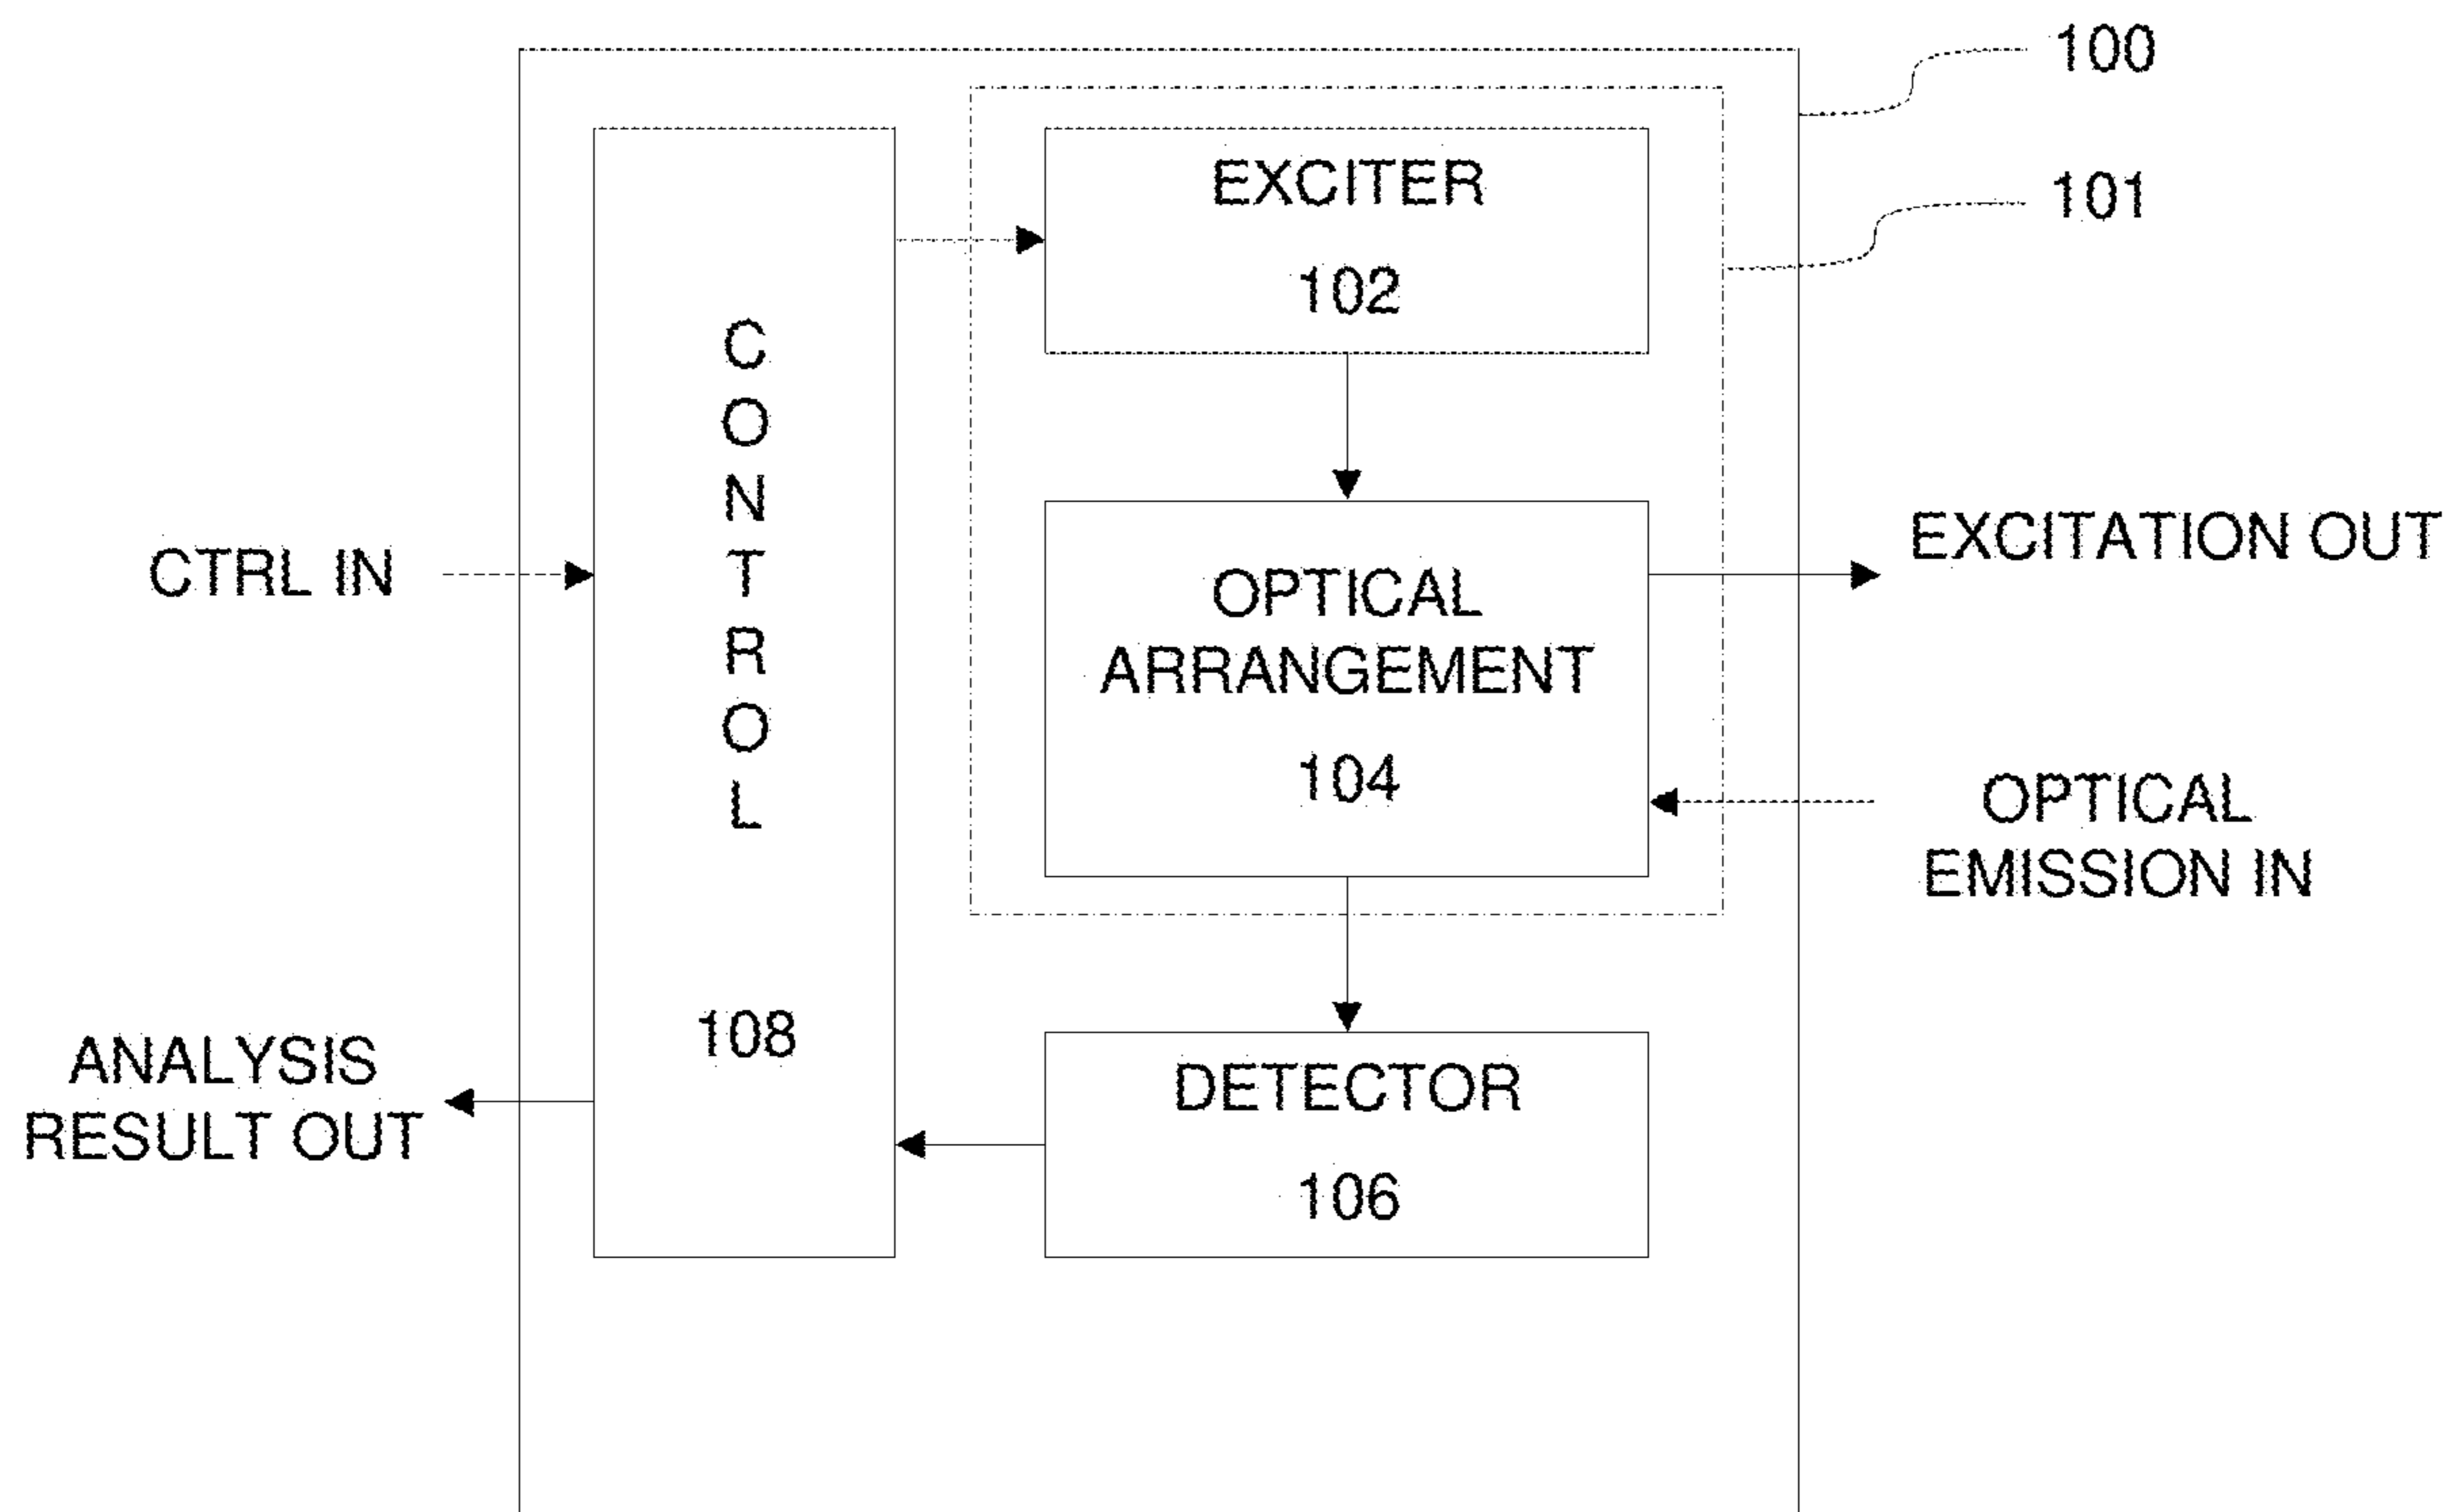 100
101
EXCITER
102
CONTROL
108
CTRL IN
OPTICAL
ARRANGEMENT
104
EXCITATION OUT
OPTICAL
EMISSION IN
ANALYSIS
RESULT OUT
DETECTOR
106